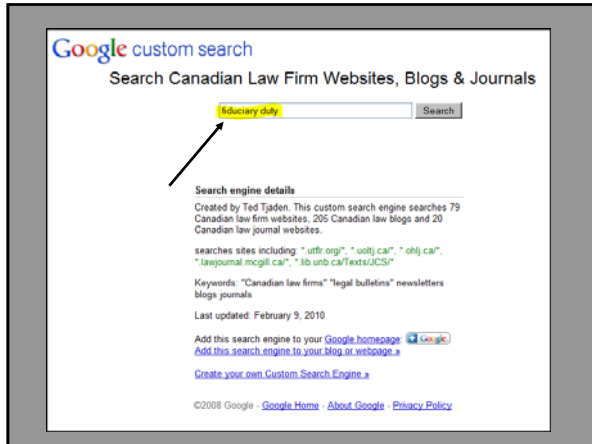 Google custom search
Search Canadian Law Firm Websites, Blogs & Journals
fiduciary duty
Search
Search engine details
Created by Ted Tjaden. This custom search engine searches 79
Canadian law firm websites, 205 Canadian law blogs and 20
Canadian law journal websites.
searches sites including: "*.utflr.org/*", "*.uoltj.ca/*", "*.ohlj.ca/*",
"*.lawjournal.mcgill.ca/*", "*.lib.unb.ca/Texts/JCS/*"
Keywords: "Canadian law firms" "legal bulletins" newsletters
blogs journals
Last updated: February 9, 2010
Add this search engine to your Google homepage: Google
Add this search engine to your blog or webpage »
Create your own Custom Search Engine »
©2008 Google - Google Home - About Google - Privacy Policy